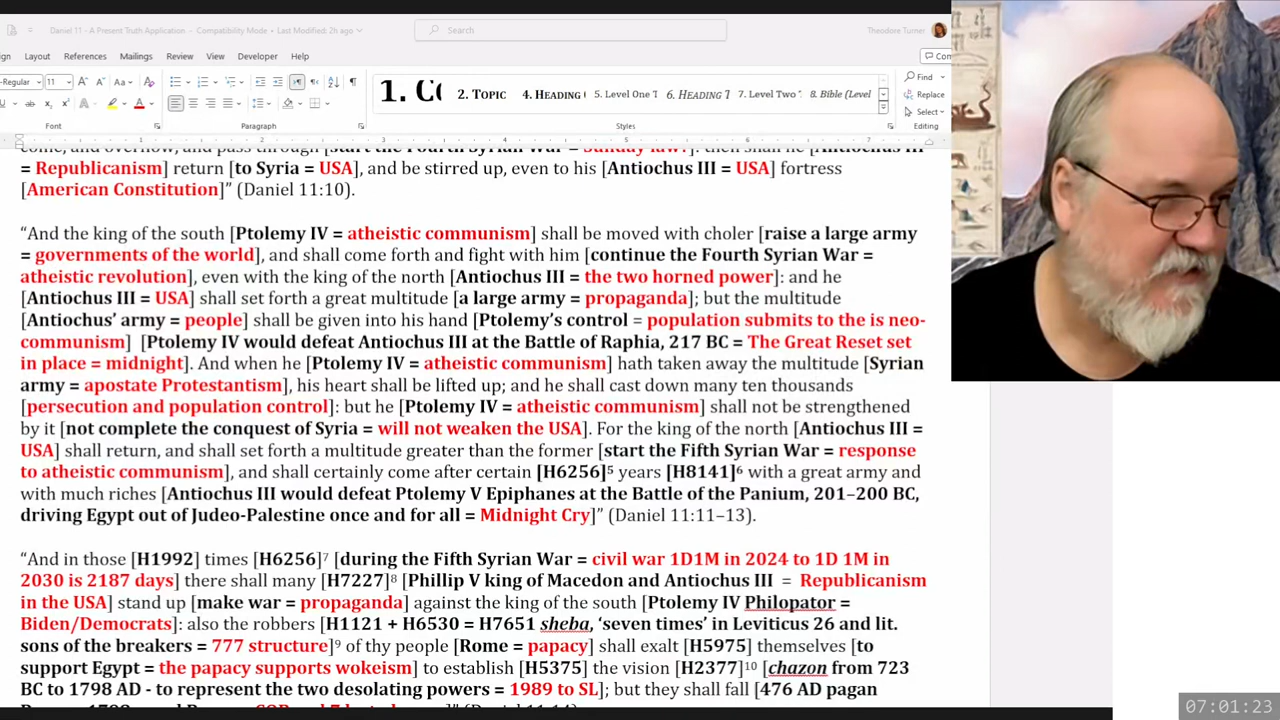 Daniel 11 - A Present Truth Application - Compatibility Mode • Last Modified: 2h ago
Search
Theodore Turner
Layout References Mailings Review View Developer Help
Regular 11 Aa
1. 2. TOPIC 4. HEADING 5. Level One 6. HEADING 7. Level Two 8. Bible (Level
Find
Replace
Select
Font Paragraph Styles Editing
1 2 3 4 5 6 7
= Republicanism] return [to Syria = USA], and be stirred up, even to his [Antiochus III = USA] fortress
[American Constitution]” (Daniel 11:10).
“And the king of the south [Ptolemy IV = atheistic communism] shall be moved with choler [raise a large army
= governments of the world], and shall come forth and fight with him [continue the Fourth Syrian War =
atheistic revolution], even with the king of the north [Antiochus III = the two horned power]: and he
[Antiochus III = USA] shall set forth a great multitude [a large army = propaganda]; but the multitude
[Antiochus’ army = people] shall be given into his hand [Ptolemy’s control = population submits to the is neo-
communism] [Ptolemy IV would defeat Antiochus III at the Battle of Raphia, 217 BC = The Great Reset set
in place = midnight]. And when he [Ptolemy IV = atheistic communism] hath taken away the multitude [Syrian
army = apostate Protestantism], his heart shall be lifted up; and he shall cast down many ten thousands
[persecution and population control]: but he [Ptolemy IV = atheistic communism] shall not be strengthened
by it [not complete the conquest of Syria = will not weaken the USA]. For the king of the north [Antiochus III =
USA] shall return, and shall set forth a multitude greater than the former [start the Fifth Syrian War = response
to atheistic communism], and shall certainly come after certain [H6256]5 years [H8141]6 with a great army and
with much riches [Antiochus III would defeat Ptolemy V Epiphanes at the Battle of the Panium, 201–200 BC,
driving Egypt out of Judeo-Palestine once and for all = Midnight Cry]” (Daniel 11:11–13).
“And in those [H1992] times [H6256]7 [during the Fifth Syrian War = civil war 1D1M in 2024 to 1D 1M in
2030 is 2187 days] there shall many [H7227]8 [Phillip V king of Macedon and Antiochus III = Republicanism
in the USA] stand up [make war = propaganda] against the king of the south [Ptolemy IV Philopator =
Biden/Democrats]: also the robbers [H1121 + H6530 = H7651 sheba, ‘seven times’ in Leviticus 26 and lit.
sons of the breakers = 777 structure]9 of thy people [Rome = papacy] shall exalt [H5975] themselves [to
support Egypt = the papacy supports wokeism] to establish [H5375] the vision [H2377]10 [chazon from 723
BC to 1798 AD - to represent the two desolating powers = 1989 to SL]; but they shall fall [476 AD pagan
07:01:23